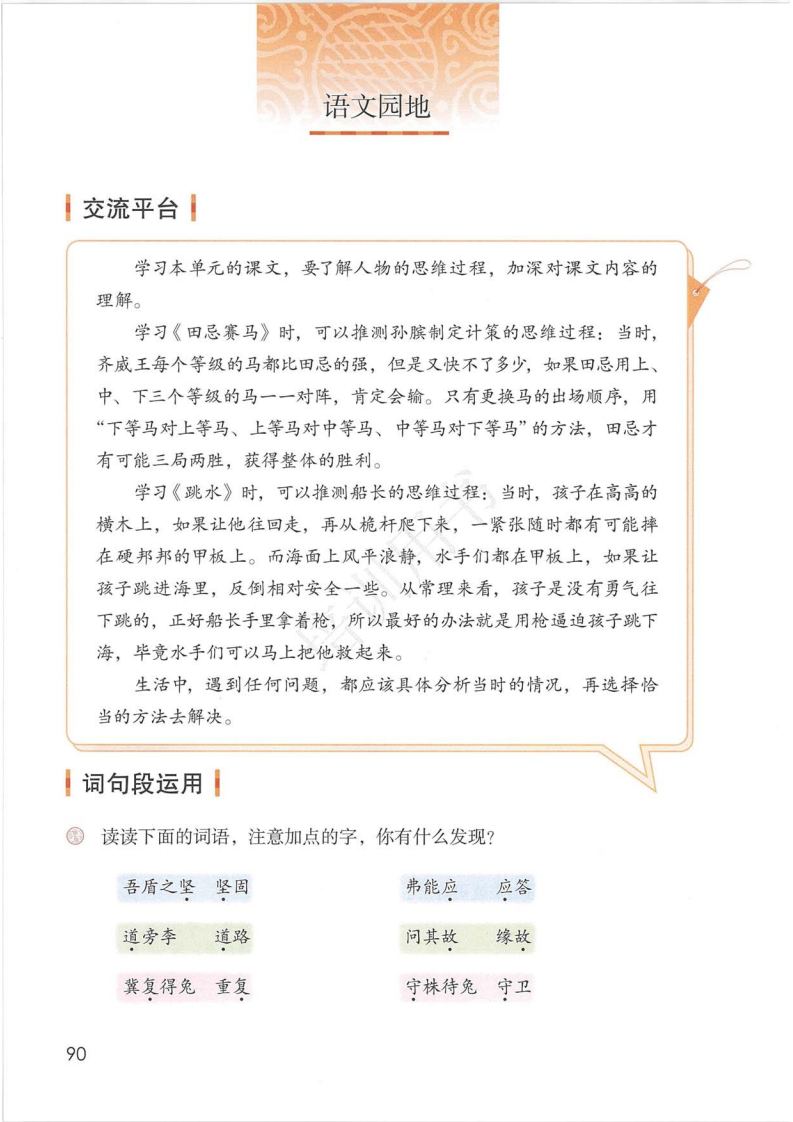 语文园地
交流平台
学习本单元的课文，要了解人物的思维过程，加深对课文内容的
理解。
学习《田忌赛马》时，可以推测孙膑制定计策的思维过程：当时，
齐威王每个等级的马都比田忌的强，但是又快不了多少，如果田忌用上、
中、下三个等级的马一一对阵，肯定会输。只有更换马的出场顺序，用
“下等马对上等马、上等马对中等马、中等马对下等马”的方法，田忌才
有可能三局两胜，获得整体的胜利。
学习《跳水》时，可以推测船长的思维过程：当时，孩子在高高的
横木上，如果让他往回走，再从桅杆爬下来，一紧张随时都有可能摔
在硬邦邦的甲板上。而海面上风平浪静，水手们都在甲板上，如果让
孩子跳进海里，反倒相对安全一些。从常理来看，孩子是没有勇气往
下跳的，正好船长手里拿着枪，所以最好的办法就是用枪逼迫孩子跳下
海，毕竟水手们可以马上把他救起来。
生活中，遇到任何问题，都应该具体分析当时的情况，再选择恰
当的方法去解决。
培训用书
词句段运用
读读下面的词语，注意加点的字，你有什么发现？
吾盾之坚 坚固 弗能应 应答
道旁李 道路 问其故 缘故
冀复得兔 重复 守株待兔 守卫
90